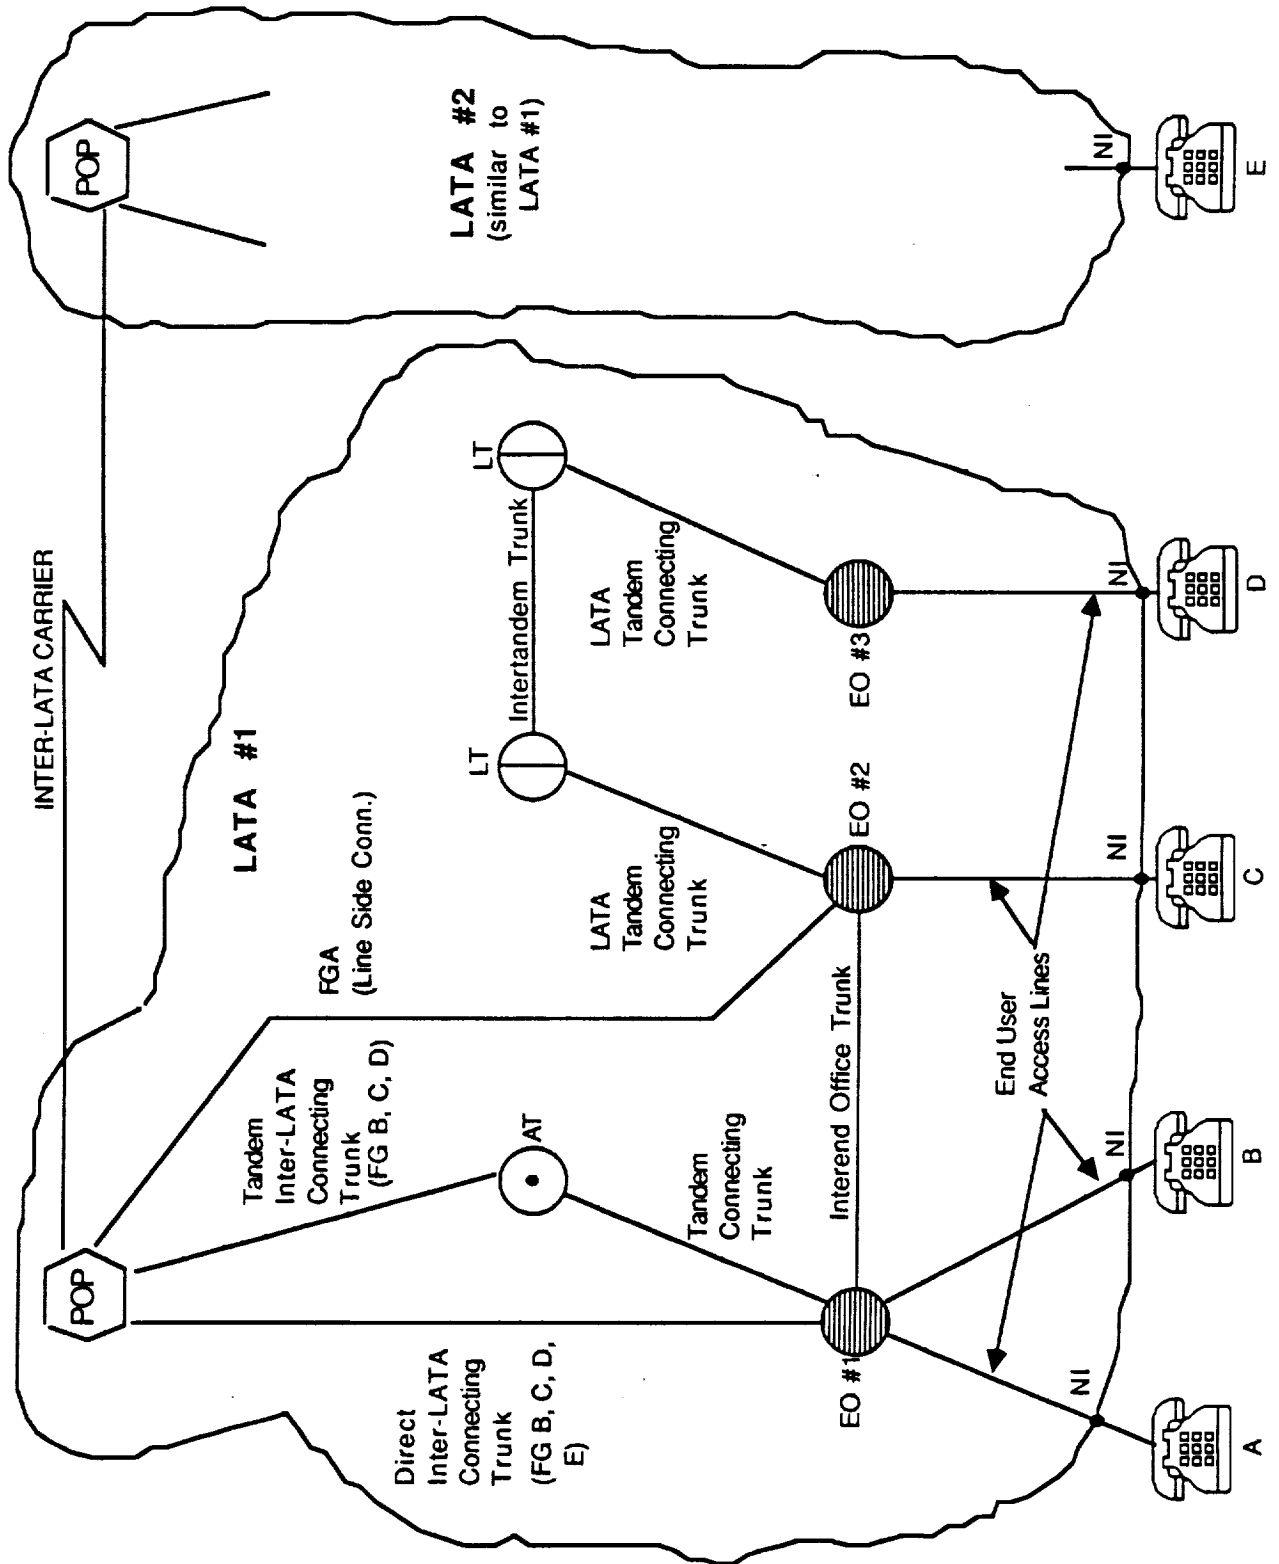 INTER-LATA CARRIER
POP
POP
LATA #1
LATA #2
(similar to
LATA #1)
Direct
Inter-LATA
Connecting
Trunk
(FG B, C, D,
E)
Tandem
Inter-LATA
Connecting
Trunk
(FG B, C, D)
FGA
(Line Side Conn.)
AT
LT
Intertandem Trunk
LT
Tandem
Connecting
Trunk
LATA
Tandem
Connecting
Trunk
LATA
Tandem
Connecting
Trunk
EO #1
Interend Office Trunk
EO #2
EO #3
End User
Access Lines
NI
NI
NI
NI
NI
A
B
C
D
E